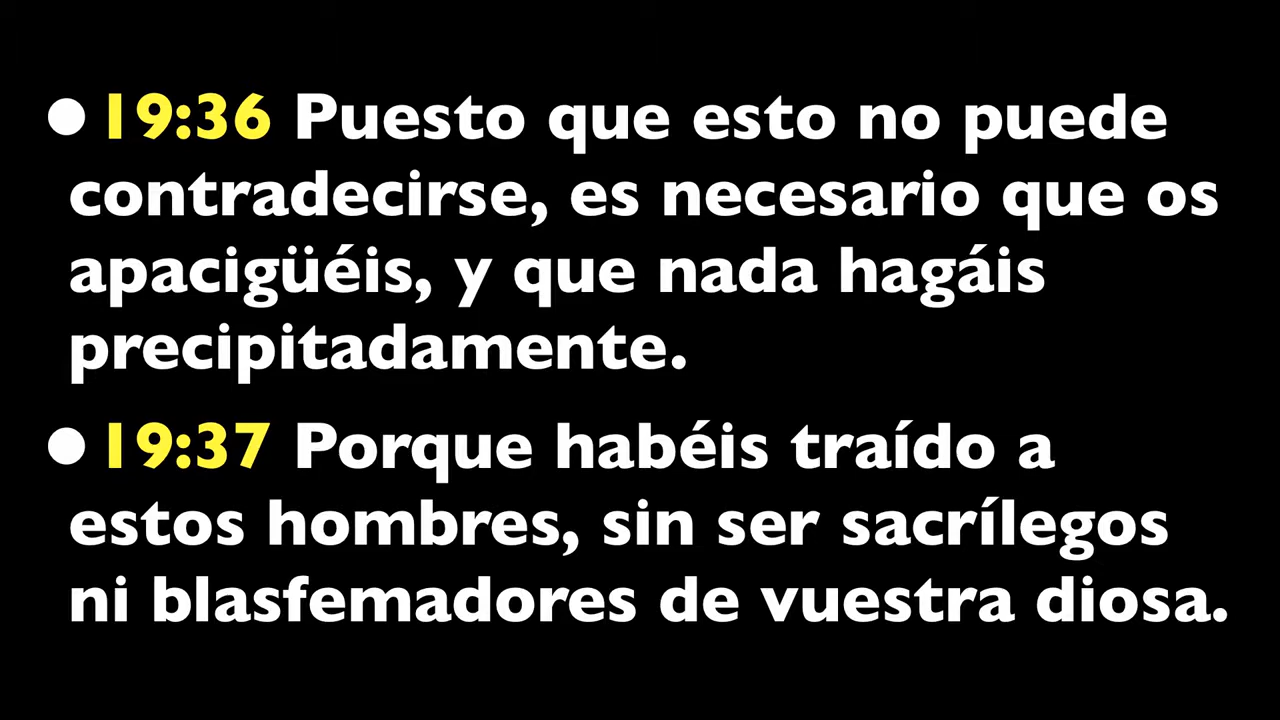 ● 19:36 Puesto que esto no puede
contradecirse, es necesario que os
apacigüéis, y que nada hagáis
precipitadamente.
● 19:37 Porque habéis traído a
estos hombres, sin ser sacrílegos
ni blasfemadores de vuestra diosa.